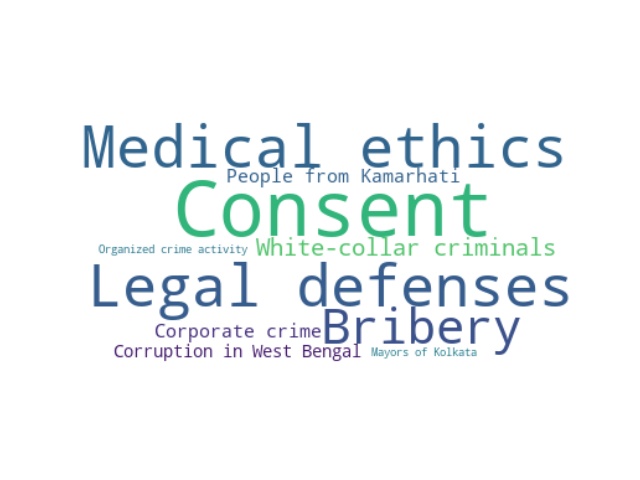 Medical ethics
People from Kamarhati
Consent
Organized crime activity
White-collar criminals
Legal defenses
Bribery
Corporate crime
Corruption in West Bengal
Mayors of Kolkata